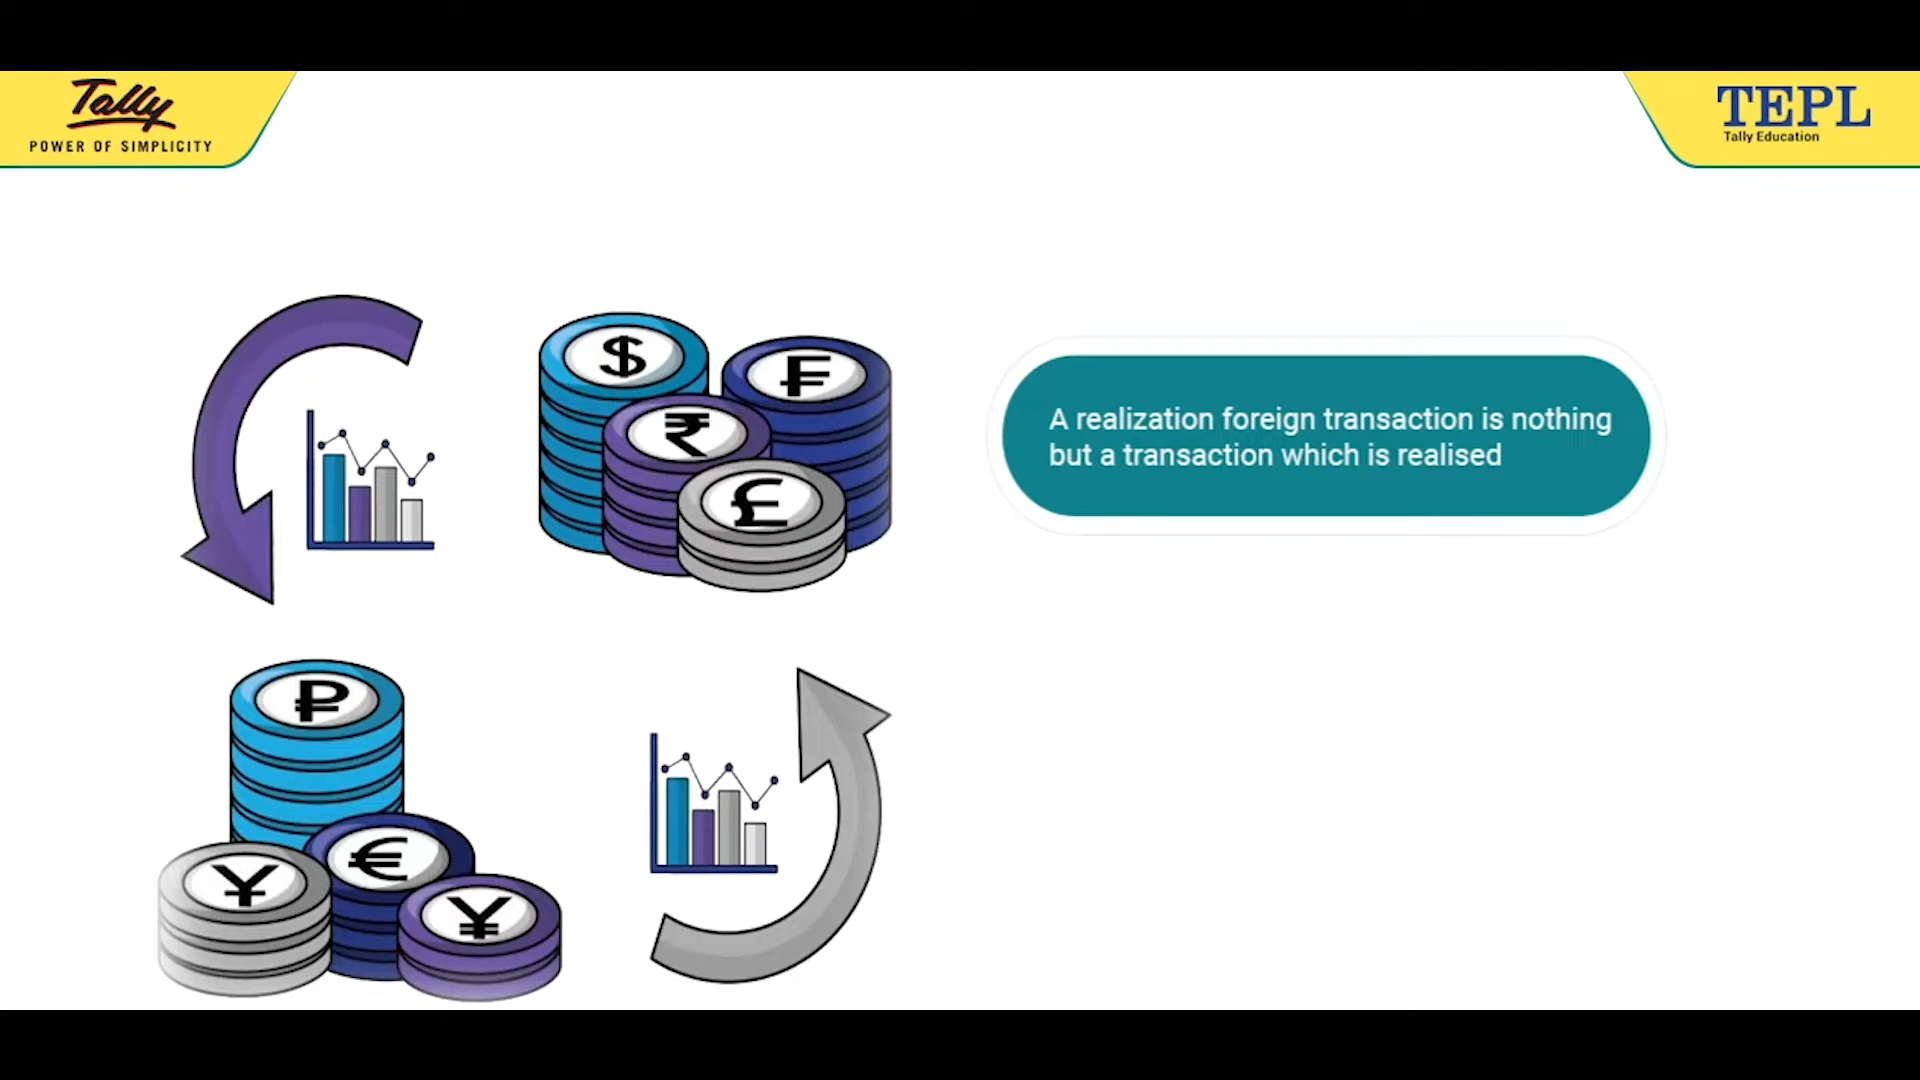 Tally
POWER OF SIMPLICITY
TEPL
Tally Education
$
₣
₹
£
A realization foreign transaction is nothing
but a transaction which is realised
₽
€
¥
¥